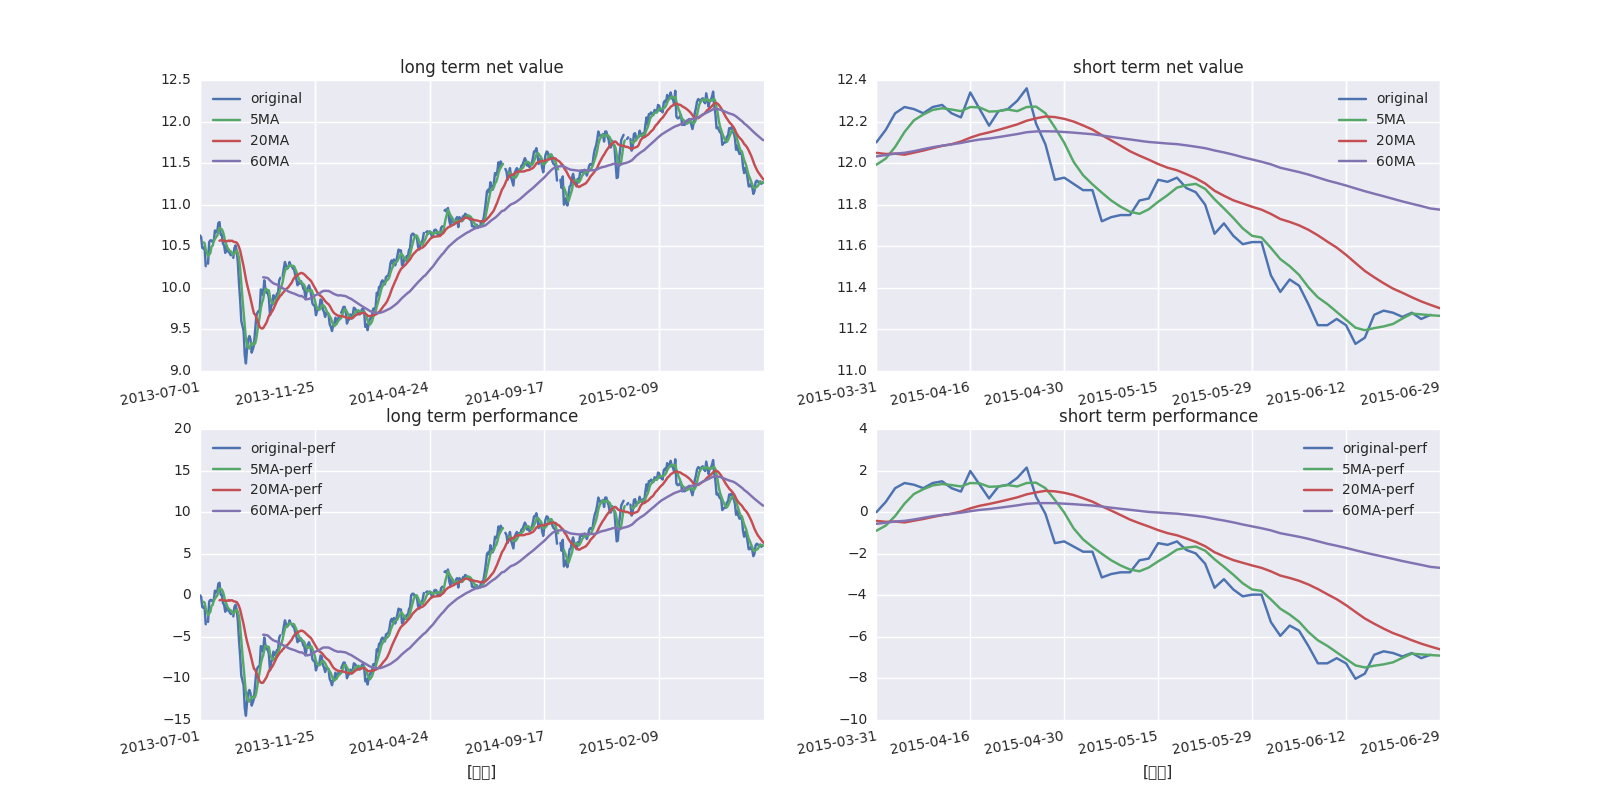 long term net value
12.5
12.0
11.5
11.0
10.5
10.0
9.5
9.0
original
5MA
20MA
60MA
2013-07-01
2013-11-25
2014-04-24
2014-09-17
2015-02-09
short term net value
12.4
12.2
12.0
11.8
11.6
11.4
11.2
11.0
original
5MA
20MA
60MA
2015-03-31
2015-04-16
2015-04-30
2015-05-15
2015-05-29
2015-06-12
2015-06-29
long term performance
20
15
10
5
0
−5
−10
−15
original-perf
5MA-perf
20MA-perf
60MA-perf
2013-07-01
2013-11-25
2014-04-24
2014-09-17
2015-02-09
[▯▯]
short term performance
4
2
0
−2
−4
−6
−8
−10
original-perf
5MA-perf
20MA-perf
60MA-perf
2015-03-31
2015-04-16
2015-04-30
2015-05-15
2015-05-29
2015-06-12
2015-06-29
[▯▯]